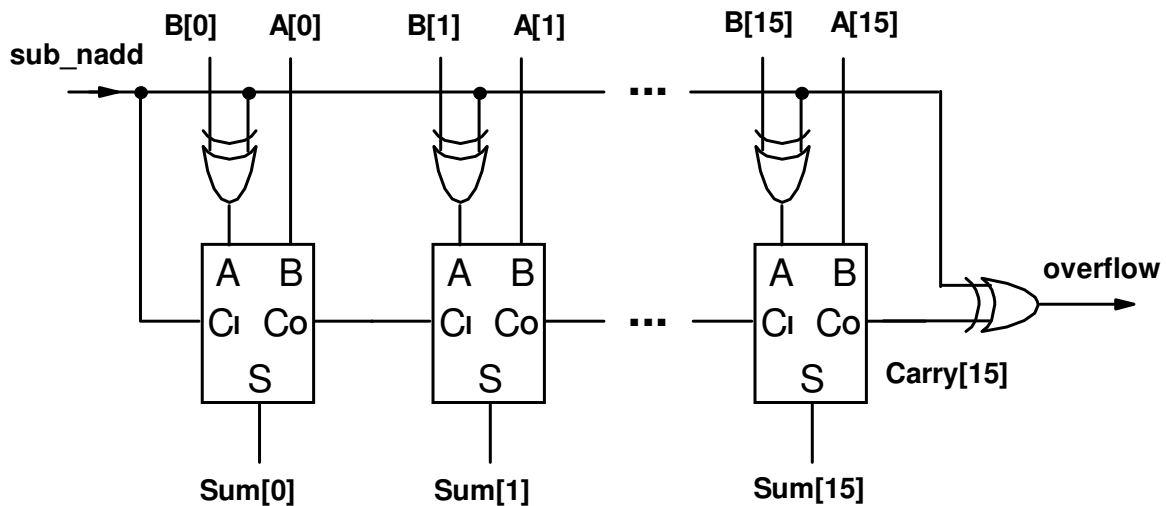 B[0] A[0] B[1] A[1] B[15] A[15]
sub_nadd
...
A B A B A B
overflow
CI CO CI CO ... CI CO
S S S
Carry[15]
Sum[0] Sum[1] Sum[15]